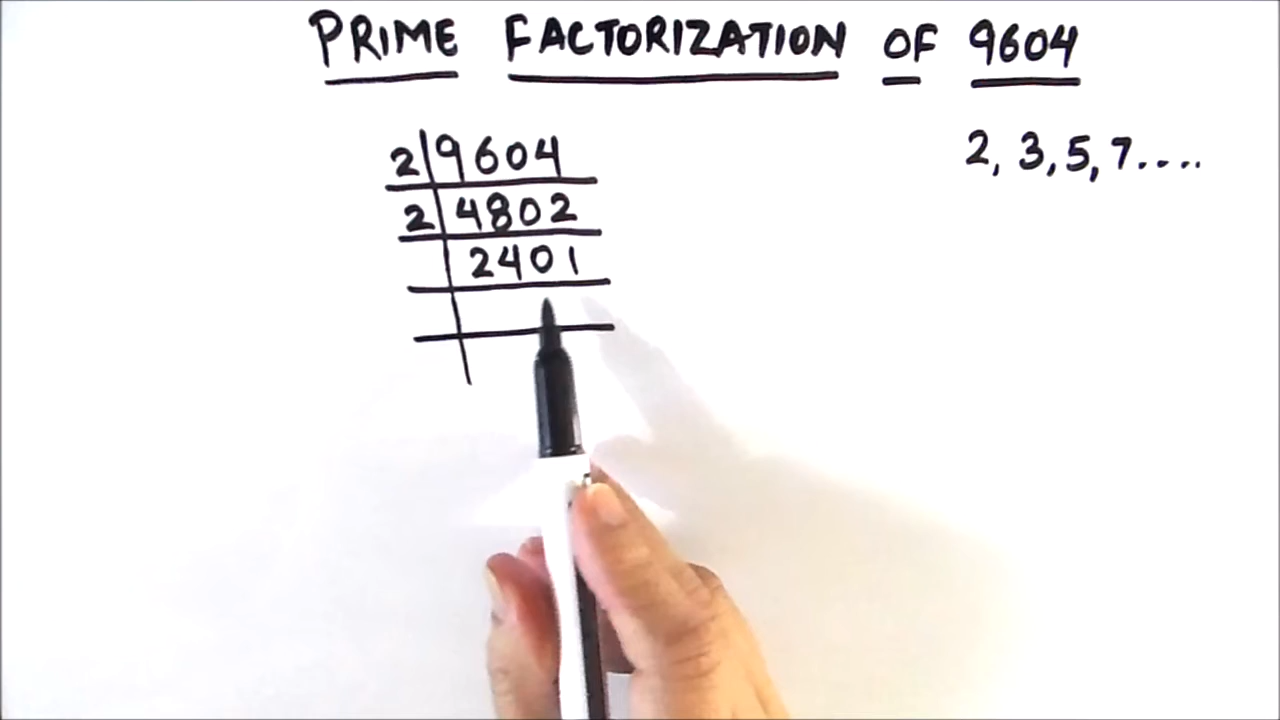 PRIME FACTORIZATION OF 9604
2, 3, 5, 7....
2 9604
2 4802
2401